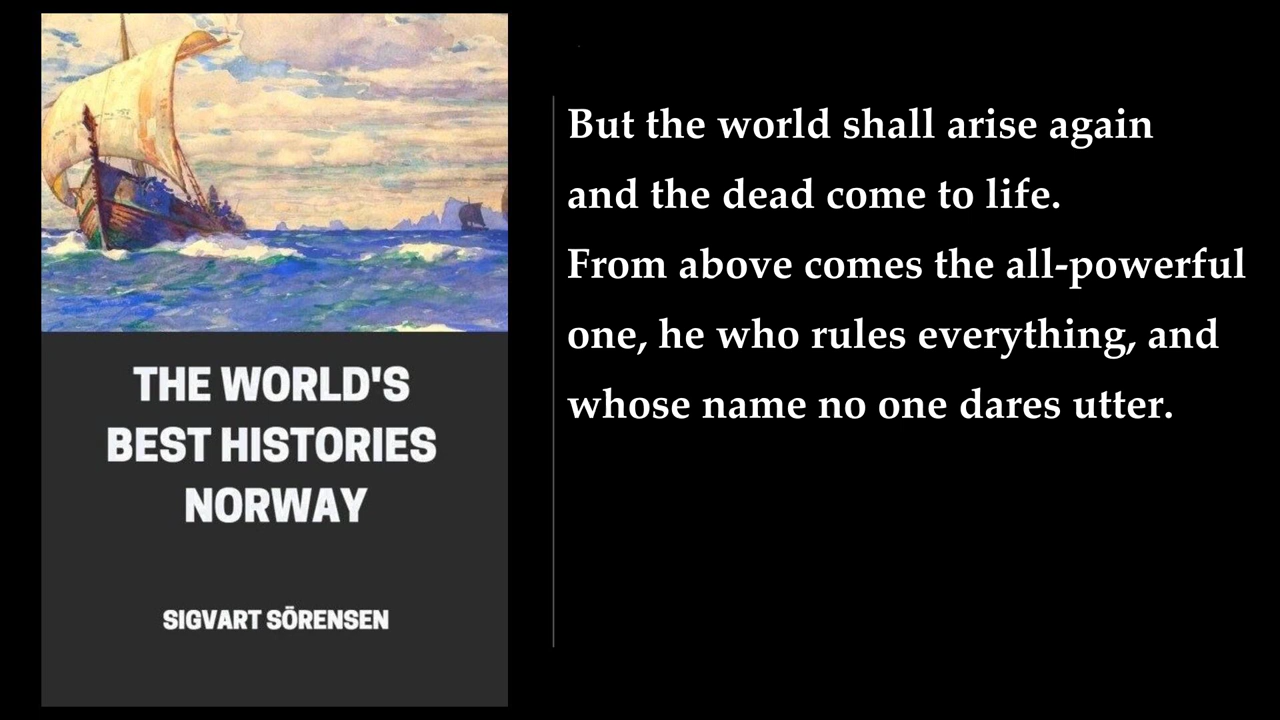 THE WORLD'S
BEST HISTORIES
NORWAY
SIGVART SÖRENSEN
But the world shall arise again
and the dead come to life.
From above comes the all-powerful
one, he who rules everything, and
whose name no one dares utter.